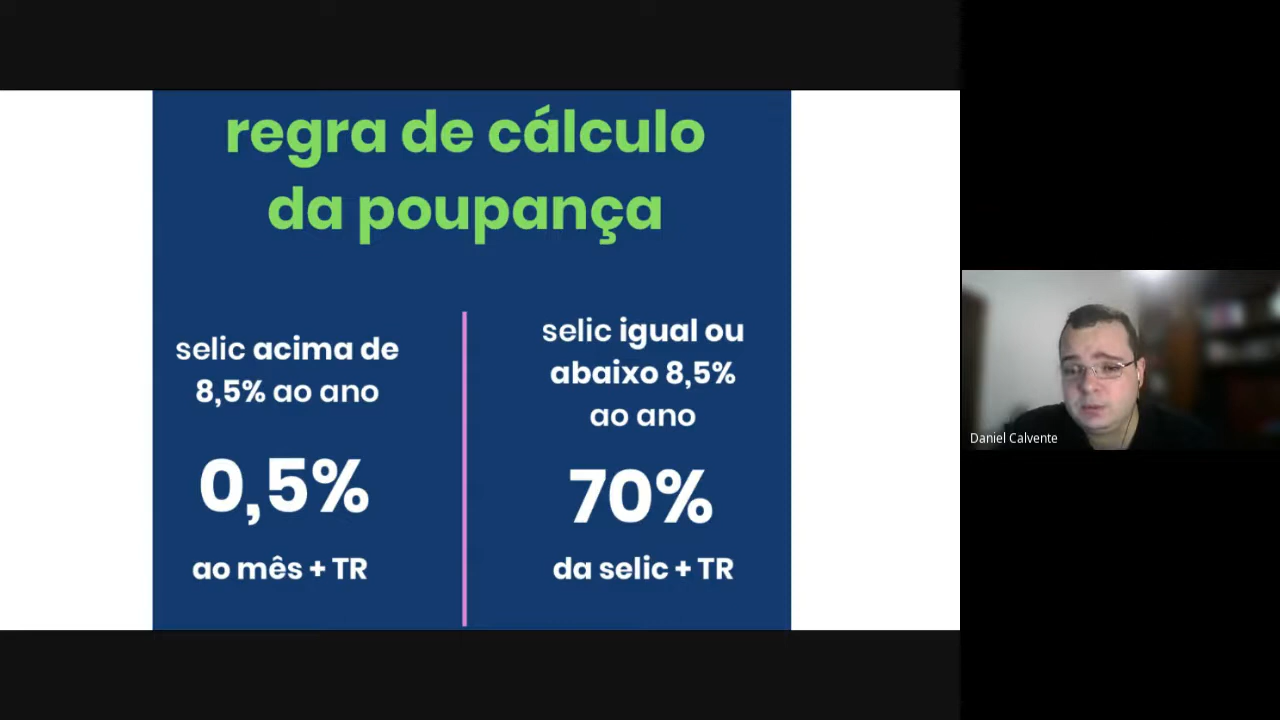 regra de cálculo
da poupança
selic acima de
8,5% ao ano
0,5%
ao mês + TR
selic igual ou
abaixo 8,5%
ao ano
70%
da selic + TR
Daniel Calvente